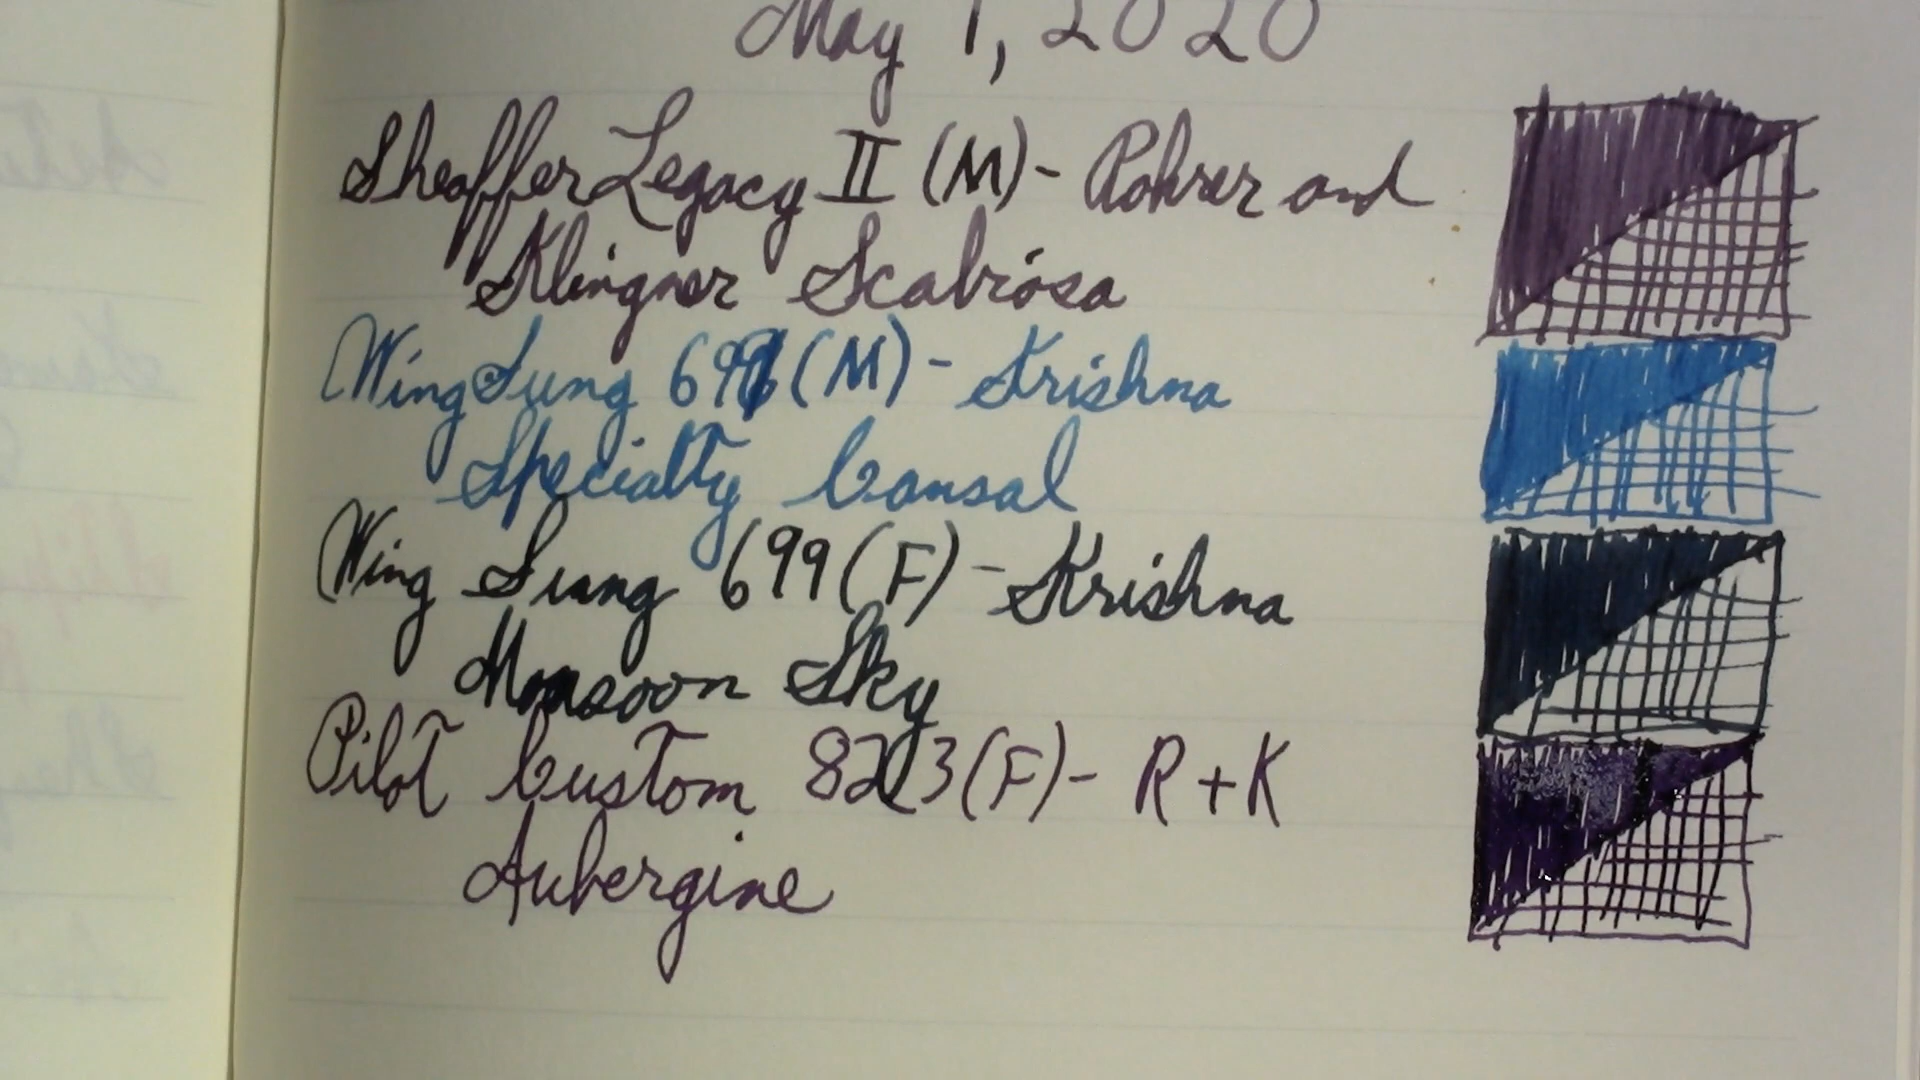 May 1, 2020
Sheaffer Legacy II (M) - Rohrer and
Klingner Scabiosa
Wing Sung 698 (M) - Krishna
Specialty Cansal
Wing Sung 699 (F) - Krishna
Monsoon Sky
Pilot Custom 823 (F) - R + K
Aubergine